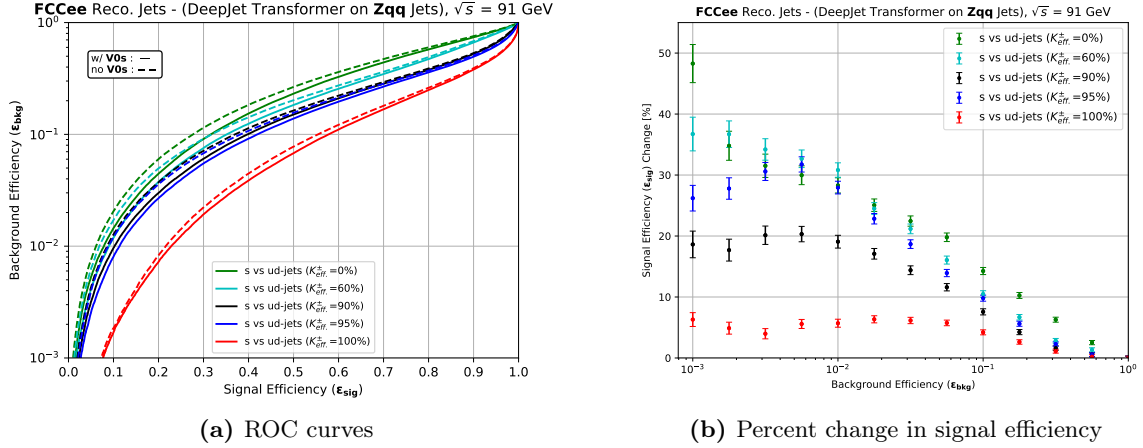 FCCee Reco. Jets - (DeepJet Transformer on Zqq Jets), √s = 91 GeV
w/ V0s : —
no V0s : --
Background Efficiency (ε_bkg)
10⁰
10⁻¹
10⁻²
10⁻³
s vs ud-jets (K±eff.=0%)
s vs ud-jets (K±eff.=60%)
s vs ud-jets (K±eff.=90%)
s vs ud-jets (K±eff.=95%)
s vs ud-jets (K±eff.=100%)
0.0 0.1 0.2 0.3 0.4 0.5 0.6 0.7 0.8 0.9 1.0
Signal Efficiency (ε_sig)
(a) ROC curves
FCCee Reco. Jets - (DeepJet Transformer on Zqq Jets), √s = 91 GeV
s vs ud-jets (K±eff.=0%)
s vs ud-jets (K±eff.=60%)
s vs ud-jets (K±eff.=90%)
s vs ud-jets (K±eff.=95%)
s vs ud-jets (K±eff.=100%)
Signal Efficiency (ε_sig) Change [%]
50
40
30
20
10
0
10⁻³ 10⁻² 10⁻¹ 10⁰
Background Efficiency (ε_bkg)
(b) Percent change in signal efficiency